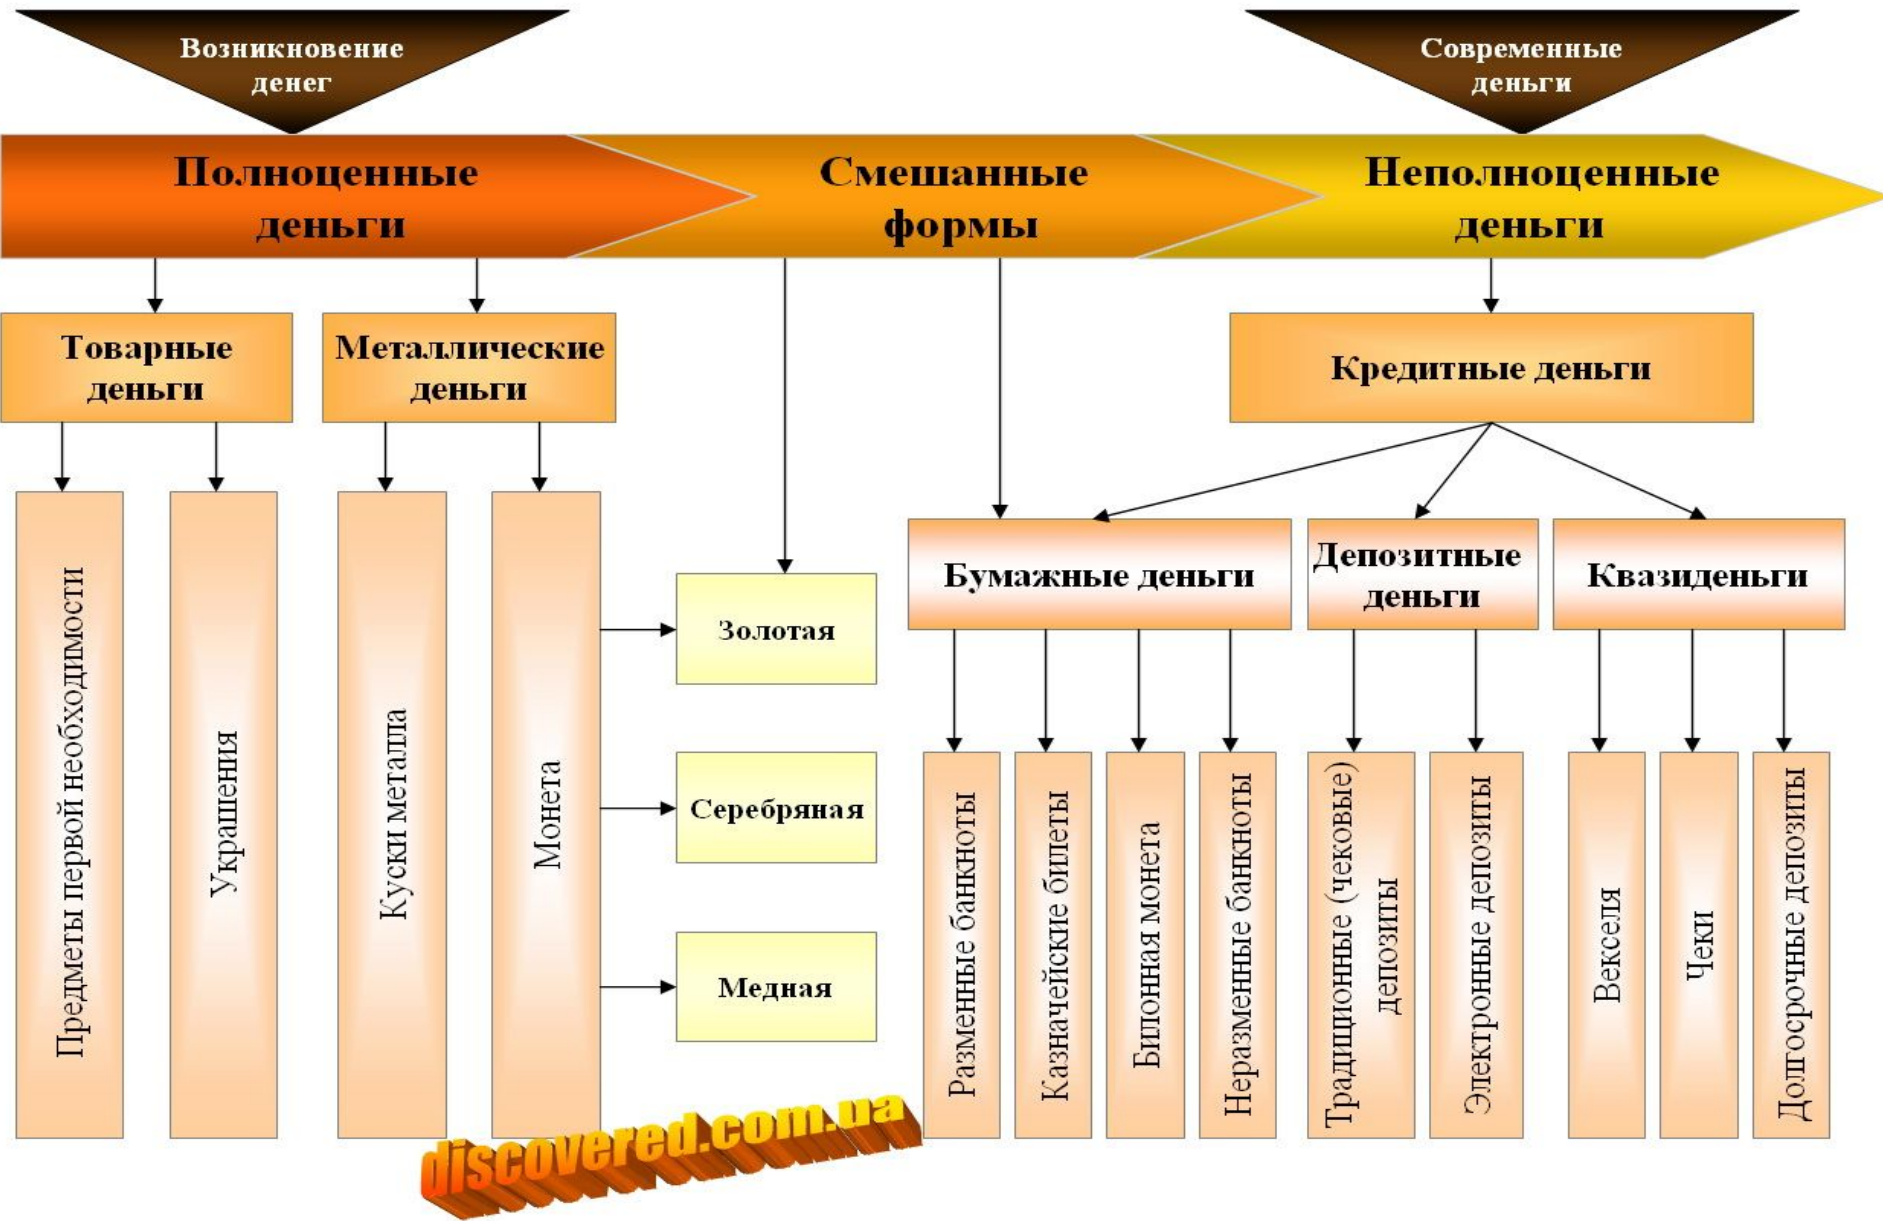 Возникновение
денег
Современные
деньги
Полноценные
деньги
Смешанные
формы
Неполноценные
деньги
Товарные
деньги
Металлические
деньги
Кредитные деньги
Предметы первой необходимости
Украшения
Куски металла
Монета
Золотая
Серебряная
Медная
Бумажные деньги
Депозитные
деньги
Квазиденьги
Разменные банкноты
Казначейские билеты
Билонная монета
Неразменные банкноты
Традиционные (чековые)
депозиты
Электронные депозиты
Векселя
Чеки
Долгосрочные депозиты
discovered.com.ua